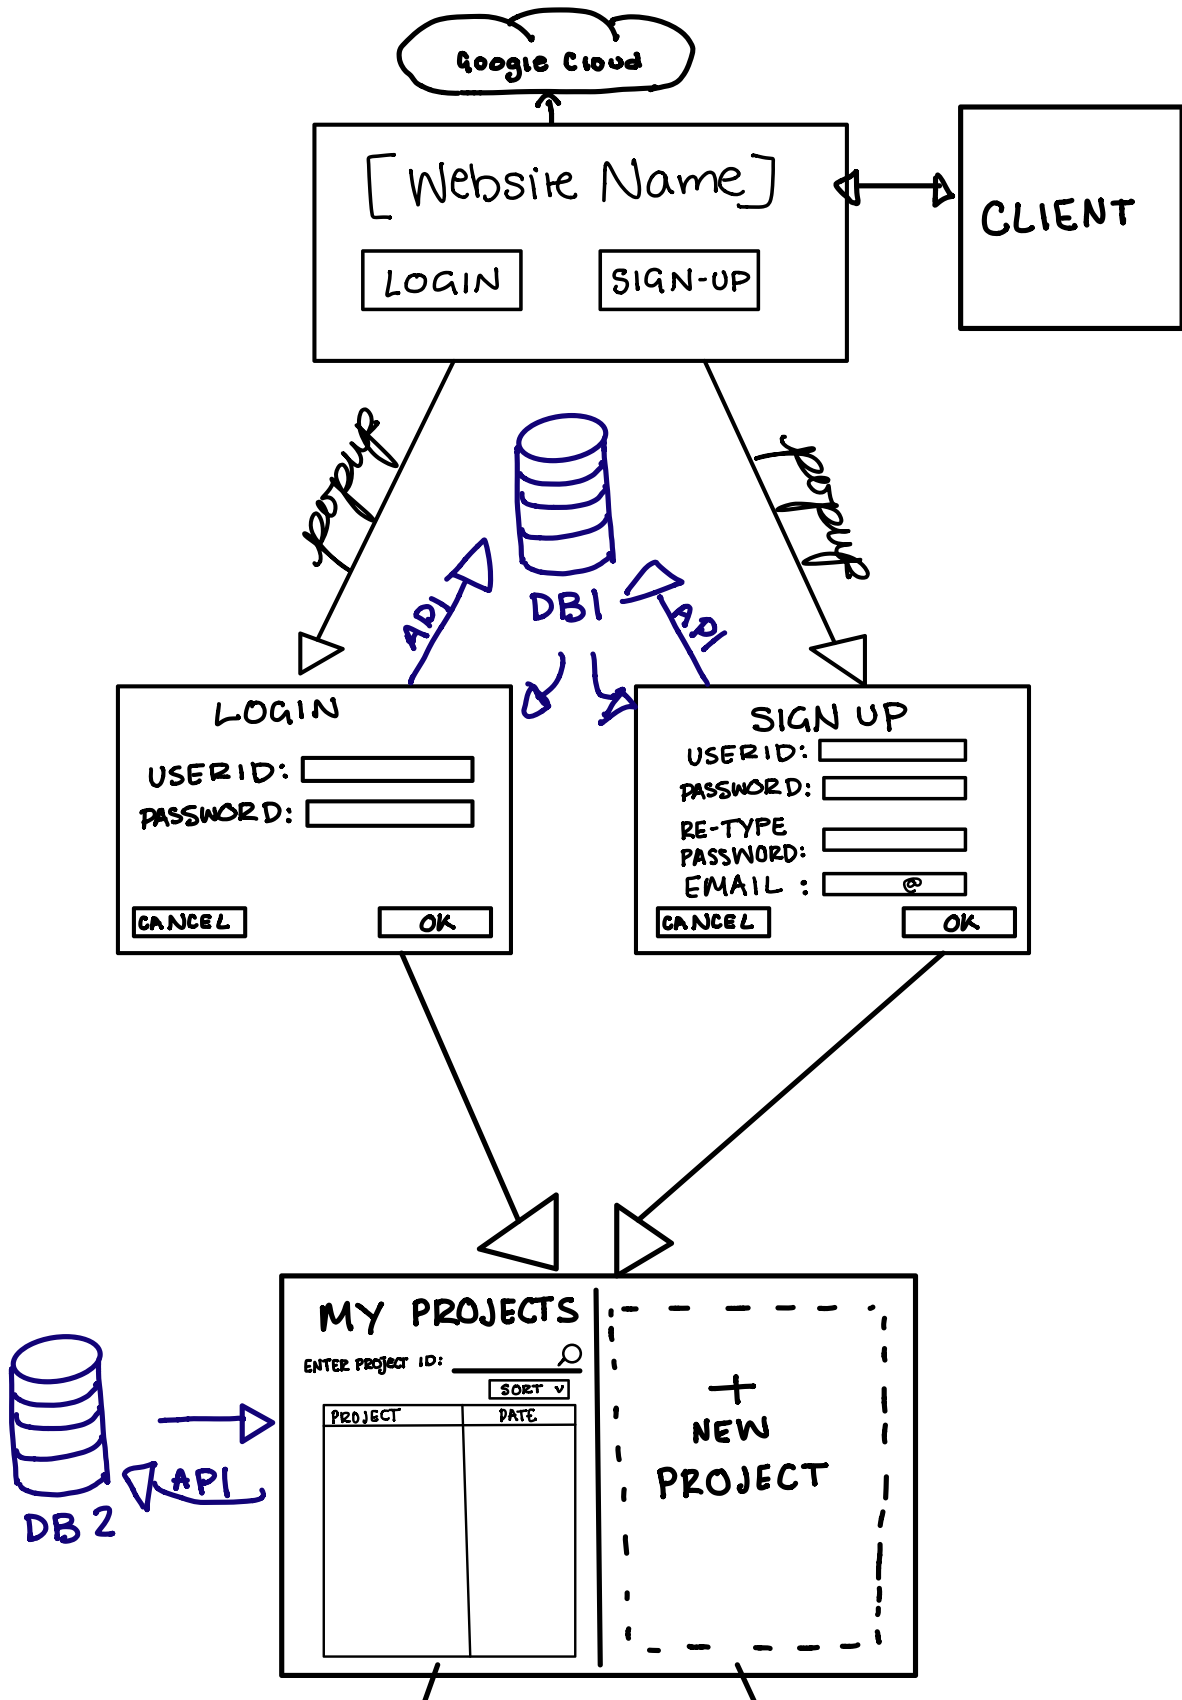 Google Cloud
[Website Name]
LOGIN
SIGN-UP
CLIENT
popup
popup
DB1
API
API
LOGIN
USERID:
PASSWORD:
CANCEL
OK
SIGN UP
USERID:
PASSWORD:
RE-TYPE
PASSWORD:
EMAIL :
@
CANCEL
OK
MY PROJECTS
ENTER PROJECT ID:
SORT v
PROJECT
DATE
+
NEW
PROJECT
API
DB2